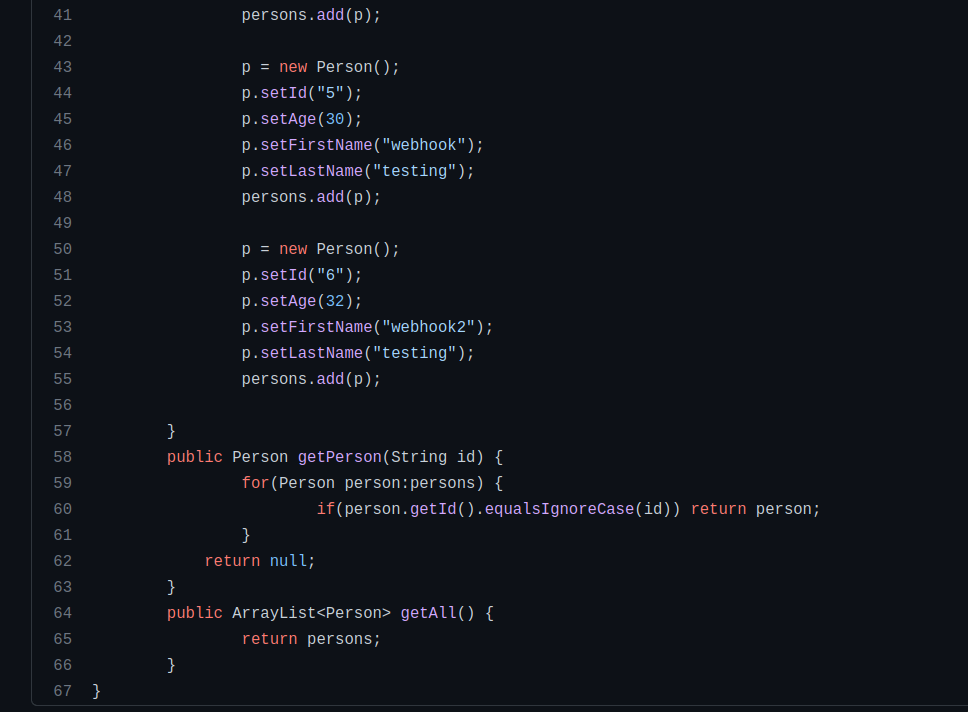 41                persons.add(p);
42
43                p = new Person();
44                p.setId("5");
45                p.setAge(30);
46                p.setFirstName("webhook");
47                p.setLastName("testing");
48                persons.add(p);
49
50                p = new Person();
51                p.setId("6");
52                p.setAge(32);
53                p.setFirstName("webhook2");
54                p.setLastName("testing");
55                persons.add(p);
56
57        }
58        public Person getPerson(String id) {
59                for(Person person:persons) {
60                        if(person.getId().equalsIgnoreCase(id)) return person;
61                }
62            return null;
63        }
64        public ArrayList<Person> getAll() {
65                return persons;
66        }
67 }